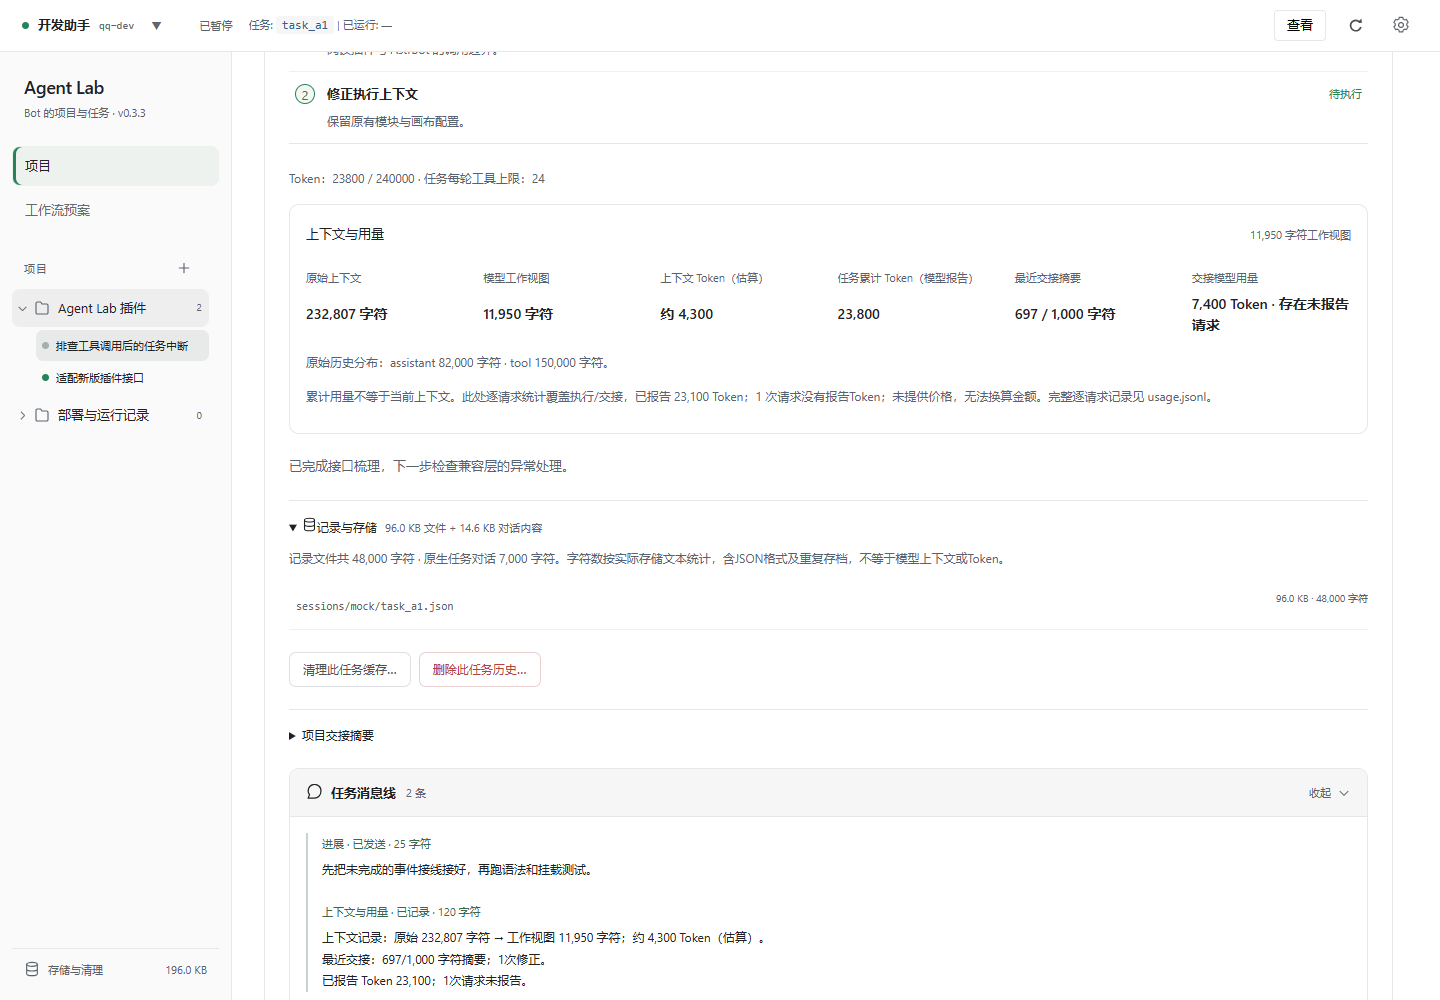 开发助手 qq-dev ▼ 已暂停 任务: task_a1 | 已运行: — 查看
Agent Lab
Bot 的项目与任务 · v0.3.3
项目
工作流预案
项目
Agent Lab 插件 2
排查工具调用后的任务中断
适配新版插件接口
部署与运行记录 0
存储与清理 196.0 KB
2 修正执行上下文 待执行
保留原有模块与画布配置。
Token：23800 / 240000 · 任务每轮工具上限：24
上下文与用量 11,950 字符工作视图
原始上下文 模型工作视图 上下文 Token（估算） 任务累计 Token（模型报告） 最近交接摘要 交接模型用量
232,807 字符 11,950 字符 约 4,300 23,800 697 / 1,000 字符 7,400 Token · 存在未报告
请求
原始历史分布：assistant 82,000 字符 · tool 150,000 字符。
累计用量不等于当前上下文。此处逐请求统计覆盖执行/交接，已报告 23,100 Token；1 次请求没有报告Token；未提供价格，无法换算金额。完整逐请求记录见 usage.jsonl。
已完成接口梳理，下一步检查兼容层的异常处理。
记录与存储 96.0 KB 文件 + 14.6 KB 对话内容
记录文件共 48,000 字符 · 原生任务对话 7,000 字符。字符数按实际存储文本统计，含JSON格式及重复存档，不等于模型上下文或Token。
sessions/mock/task_a1.json 96.0 KB · 48,000 字符
清理此任务缓存... 删除此任务历史...
项目交接摘要
任务消息线 2 条 收起
进展 · 已发送 · 25 字符
先把未完成的事件接线接好，再跑语法和挂载测试。
上下文与用量 · 已记录 · 120 字符
上下文记录：原始 232,807 字符 → 工作视图 11,950 字符；约 4,300 Token（估算）。
最近交接：697/1,000 字符摘要；1次修正。
已报告 Token 23,100；1次请求未报告。